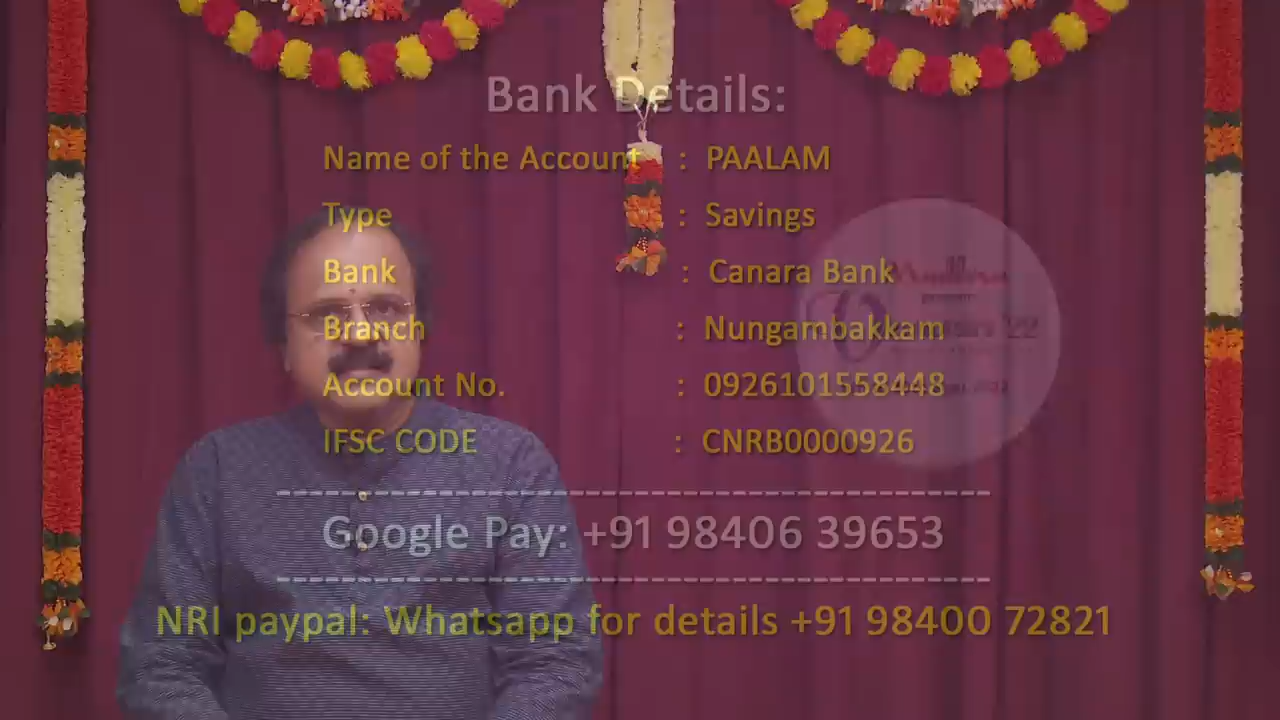 Bank Details:
Name of the Account : PAALAM
Type : Savings
Bank : Canara Bank
Branch : Nungambakkam
Account No. : 0926101558448
IFSC CODE : CNRB0000926
Google Pay: +91 98406 39653
NRI paypal: Whatsapp for details +91 98400 72821